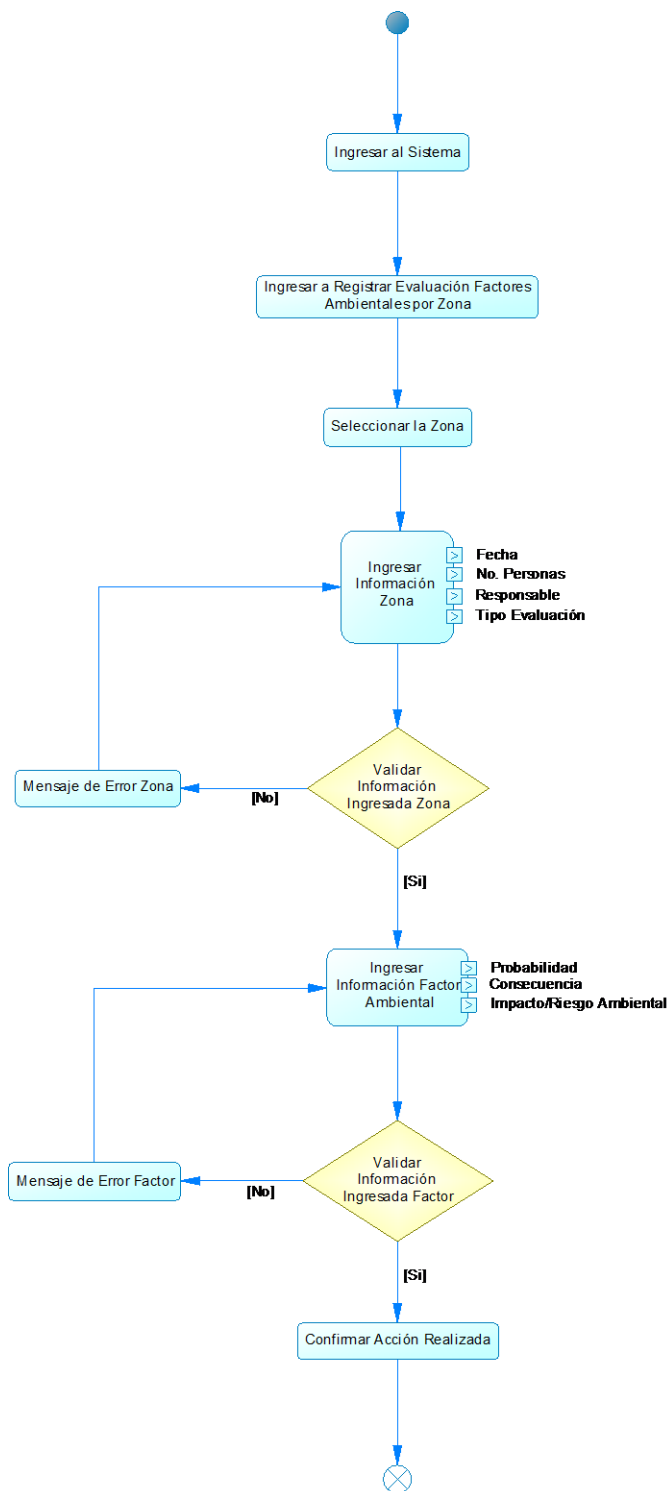 Ingresar al Sistema
Ingresar a Registrar Evaluación Factores
Ambientales por Zona
Seleccionar la Zona
Ingresar
Información
Zona
> Fecha
> No. Personas
> Responsable
> Tipo Evaluación
Validar
Información
Ingresada Zona
Mensaje de Error Zona
[No]
[Si]
Ingresar
Información Factor
Ambiental
> Probabilidad
> Consecuencia
> Impacto/Riesgo Ambiental
Validar
Información
Ingresada Factor
Mensaje de Error Factor
[No]
[Si]
Confirmar Acción Realizada